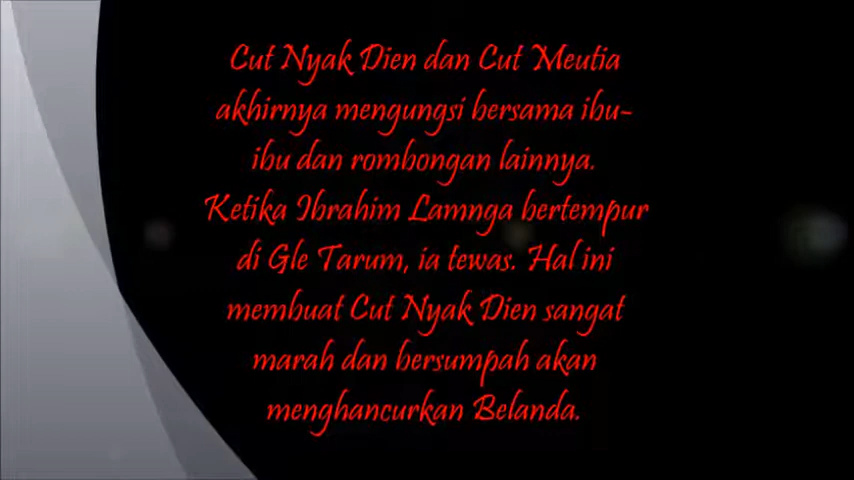 Cut Nyak Dien dan Cut Meutia
akhirnya mengungsi bersama ibu-
ibu dan rombongan lainnya.
Ketika Ibrahim Lamnga bertempur
di Gle Tarum, ia tewas. Hal ini
membuat Cut Nyak Dien sangat
marah dan bersumpah akan
menghancurkan Belanda.